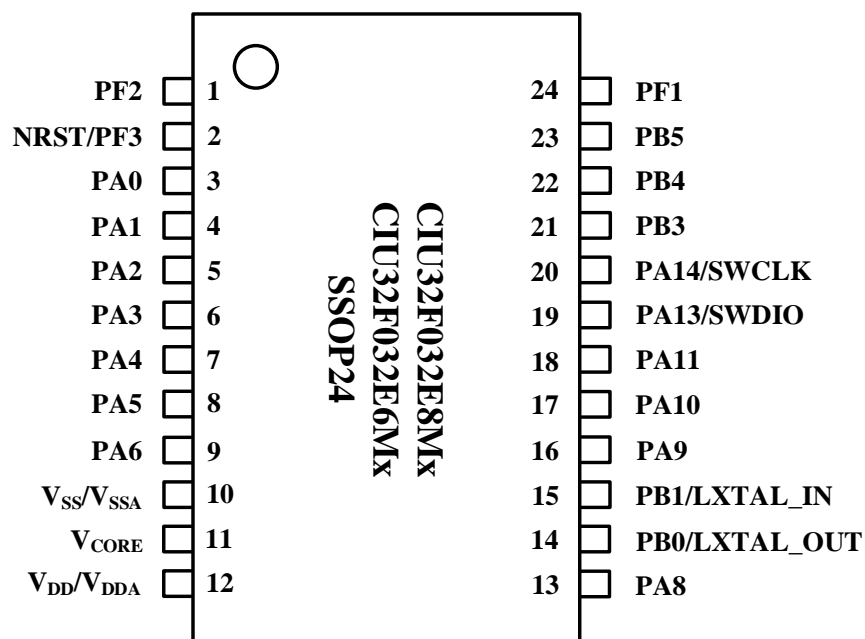 PF2 1 24 PF1
NRST/PF3 2 23 PB5
PA0 3 22 PB4
PA1 4 21 PB3
PA2 5 20 PA14/SWCLK
PA3 6 19 PA13/SWDIO
PA4 7 18 PA11
PA5 8 17 PA10
PA6 9 16 PA9
VSS/VSSA 10 15 PB1/LXTAL_IN
VCORE 11 14 PB0/LXTAL_OUT
VDD/VDDA 12 13 PA8
CIU32F032E8Mx
CIU32F032E6Mx
SSOP24